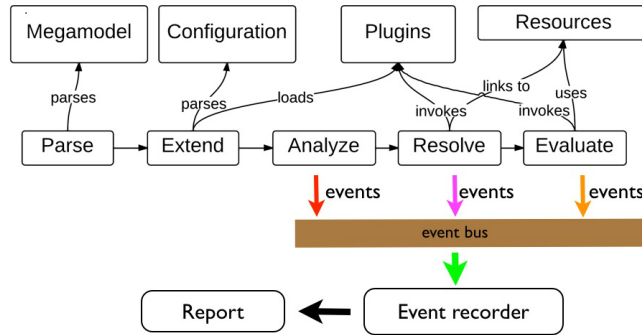 Megamodel
Configuration
Plugins
Resources
parses
parses
loads
invokes
links to
invokes
uses
Parse
Extend
Analyze
Resolve
Evaluate
events
events
events
event bus
Report
Event recorder